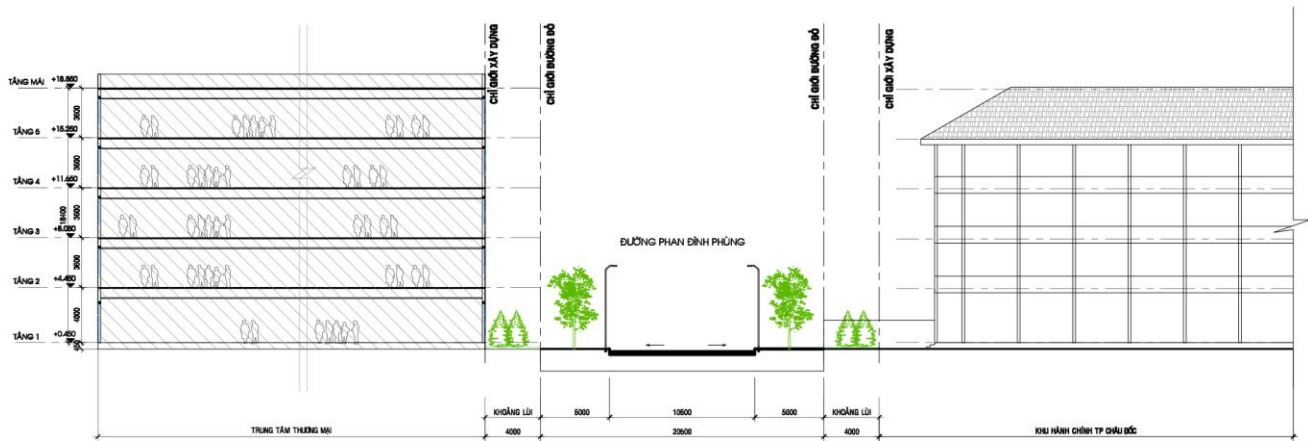 CHỈ GIỚI XÂY DỰNG
CHỈ GIỚI ĐƯỜNG ĐỎ
CHỈ GIỚI ĐƯỜNG ĐỎ
CHỈ GIỚI XÂY DỰNG
TẦNG MÁI +18.850
3600
TẦNG 5 +15.250
3600
TẦNG 4 +11.650
18400
3600
TẦNG 3 +8.050
3600
TẦNG 2 +4.450
4000
TẦNG 1 +0.450
450
ĐƯỜNG PHAN ĐÌNH PHÙNG
KHOẢNG LÙI 5000 10500 5000 KHOẢNG LÙI
TRUNG TÂM THƯƠNG MẠI 4000 20500 4000 KHU HÀNH CHÍNH TP CHÂU ĐỐC